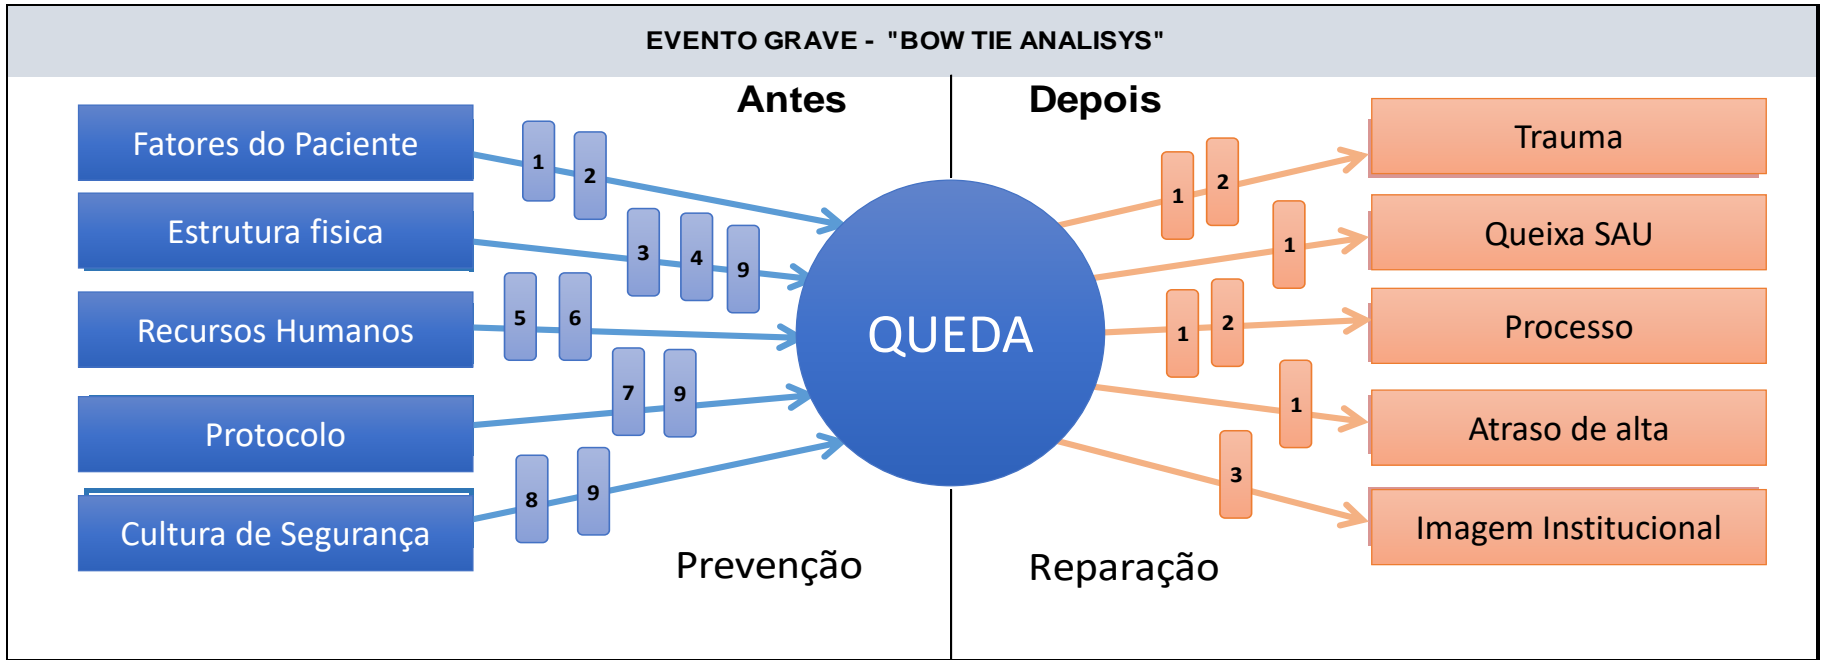 EVENTO GRAVE - "BOW TIE ANALISYS"
Antes
Depois
Fatores do Paciente
1
2
Estrutura fisica
3
4
9
Recursos Humanos
5
6
Protocolo
7
9
Cultura de Segurança
8
9
QUEDA
1
2
Trauma
1
Queixa SAU
1
2
Processo
1
Atraso de alta
3
Imagem Institucional
Prevenção
Reparação